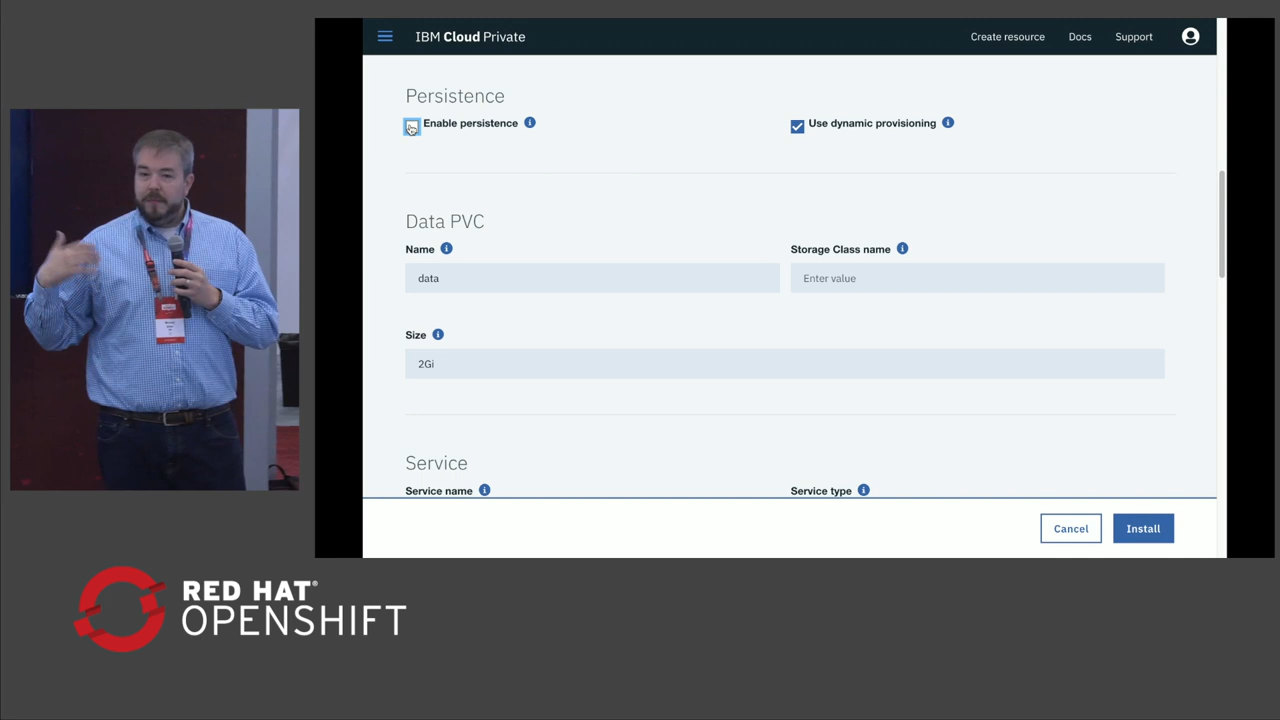 IBM Cloud Private
Create resource
Docs
Support
Persistence
Enable persistence
Use dynamic provisioning
Data PVC
Name
Storage Class name
data
Enter value
Size
2Gi
Service
Service name
Service type
Cancel
Install
RED HAT®
OPENSHIFT